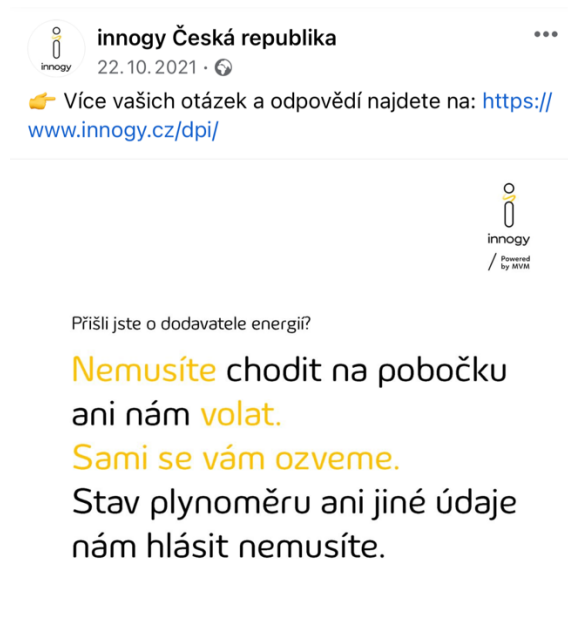 innogy Česká republika
innogy
22. 10. 2021 ·
👉 Více vašich otázek a odpovědí najdete na: https://
www.innogy.cz/dpi/
innogy
Powered
by MVM
Přišli jste o dodavatele energií?
Nemusíte chodit na pobočku
ani nám volat.
Sami se vám ozveme.
Stav plynoměru ani jiné údaje
nám hlásit nemusíte.